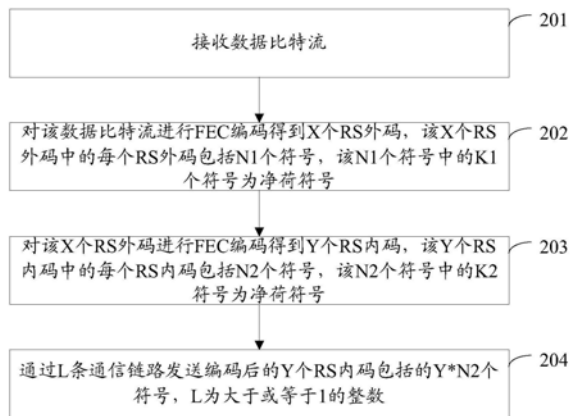 201
接收数据比特流
202
对该数据比特流进行FEC编码得到X个RS外码，该X个RS
外码中的每个RS外码包括N1个符号，该N1个符号中的K1
个符号为净荷符号
203
对该X个RS外码进行FEC编码得到Y个RS内码，该Y个RS
内码中的每个RS内码包括N2个符号，该N2个符号中的K2
符号为净荷符号
204
通过L条通信链路发送编码后的Y个RS内码包括的Y*N2个
符号，L为大于或等于1的整数